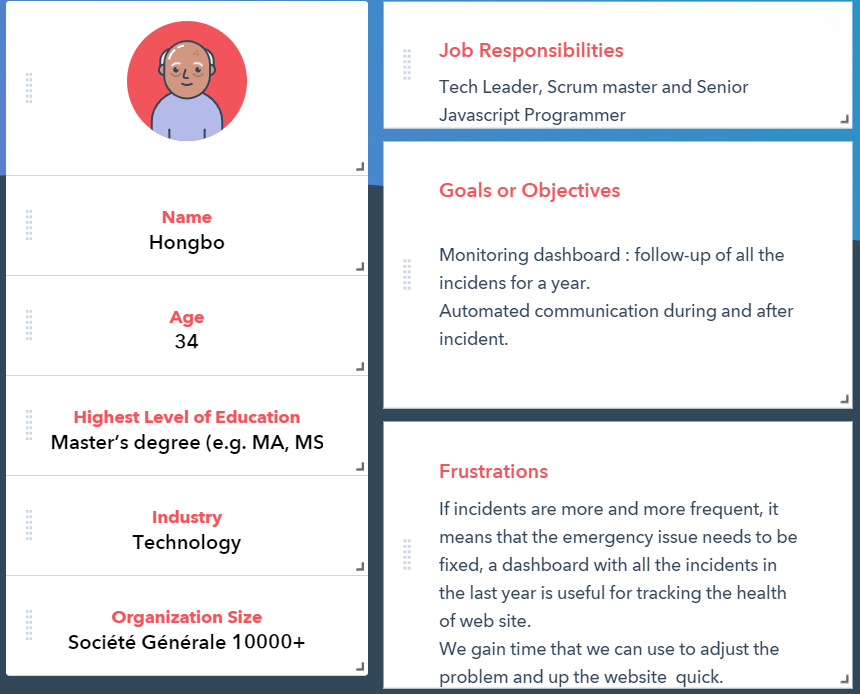 Name
Hongbo
Age
34
Highest Level of Education
Master’s degree (e.g. MA, MS
Industry
Technology
Organization Size
Société Générale 10000+
Job Responsibilities
Tech Leader, Scrum master and Senior
Javascript Programmer
Goals or Objectives
Monitoring dashboard : follow-up of all the
incidens for a year.
Automated communication during and after
incident.
Frustrations
If incidents are more and more frequent, it
means that the emergency issue needs to be
fixed, a dashboard with all the incidents in
the last year is useful for tracking the health
of web site.
We gain time that we can use to adjust the
problem and up the website  quick.